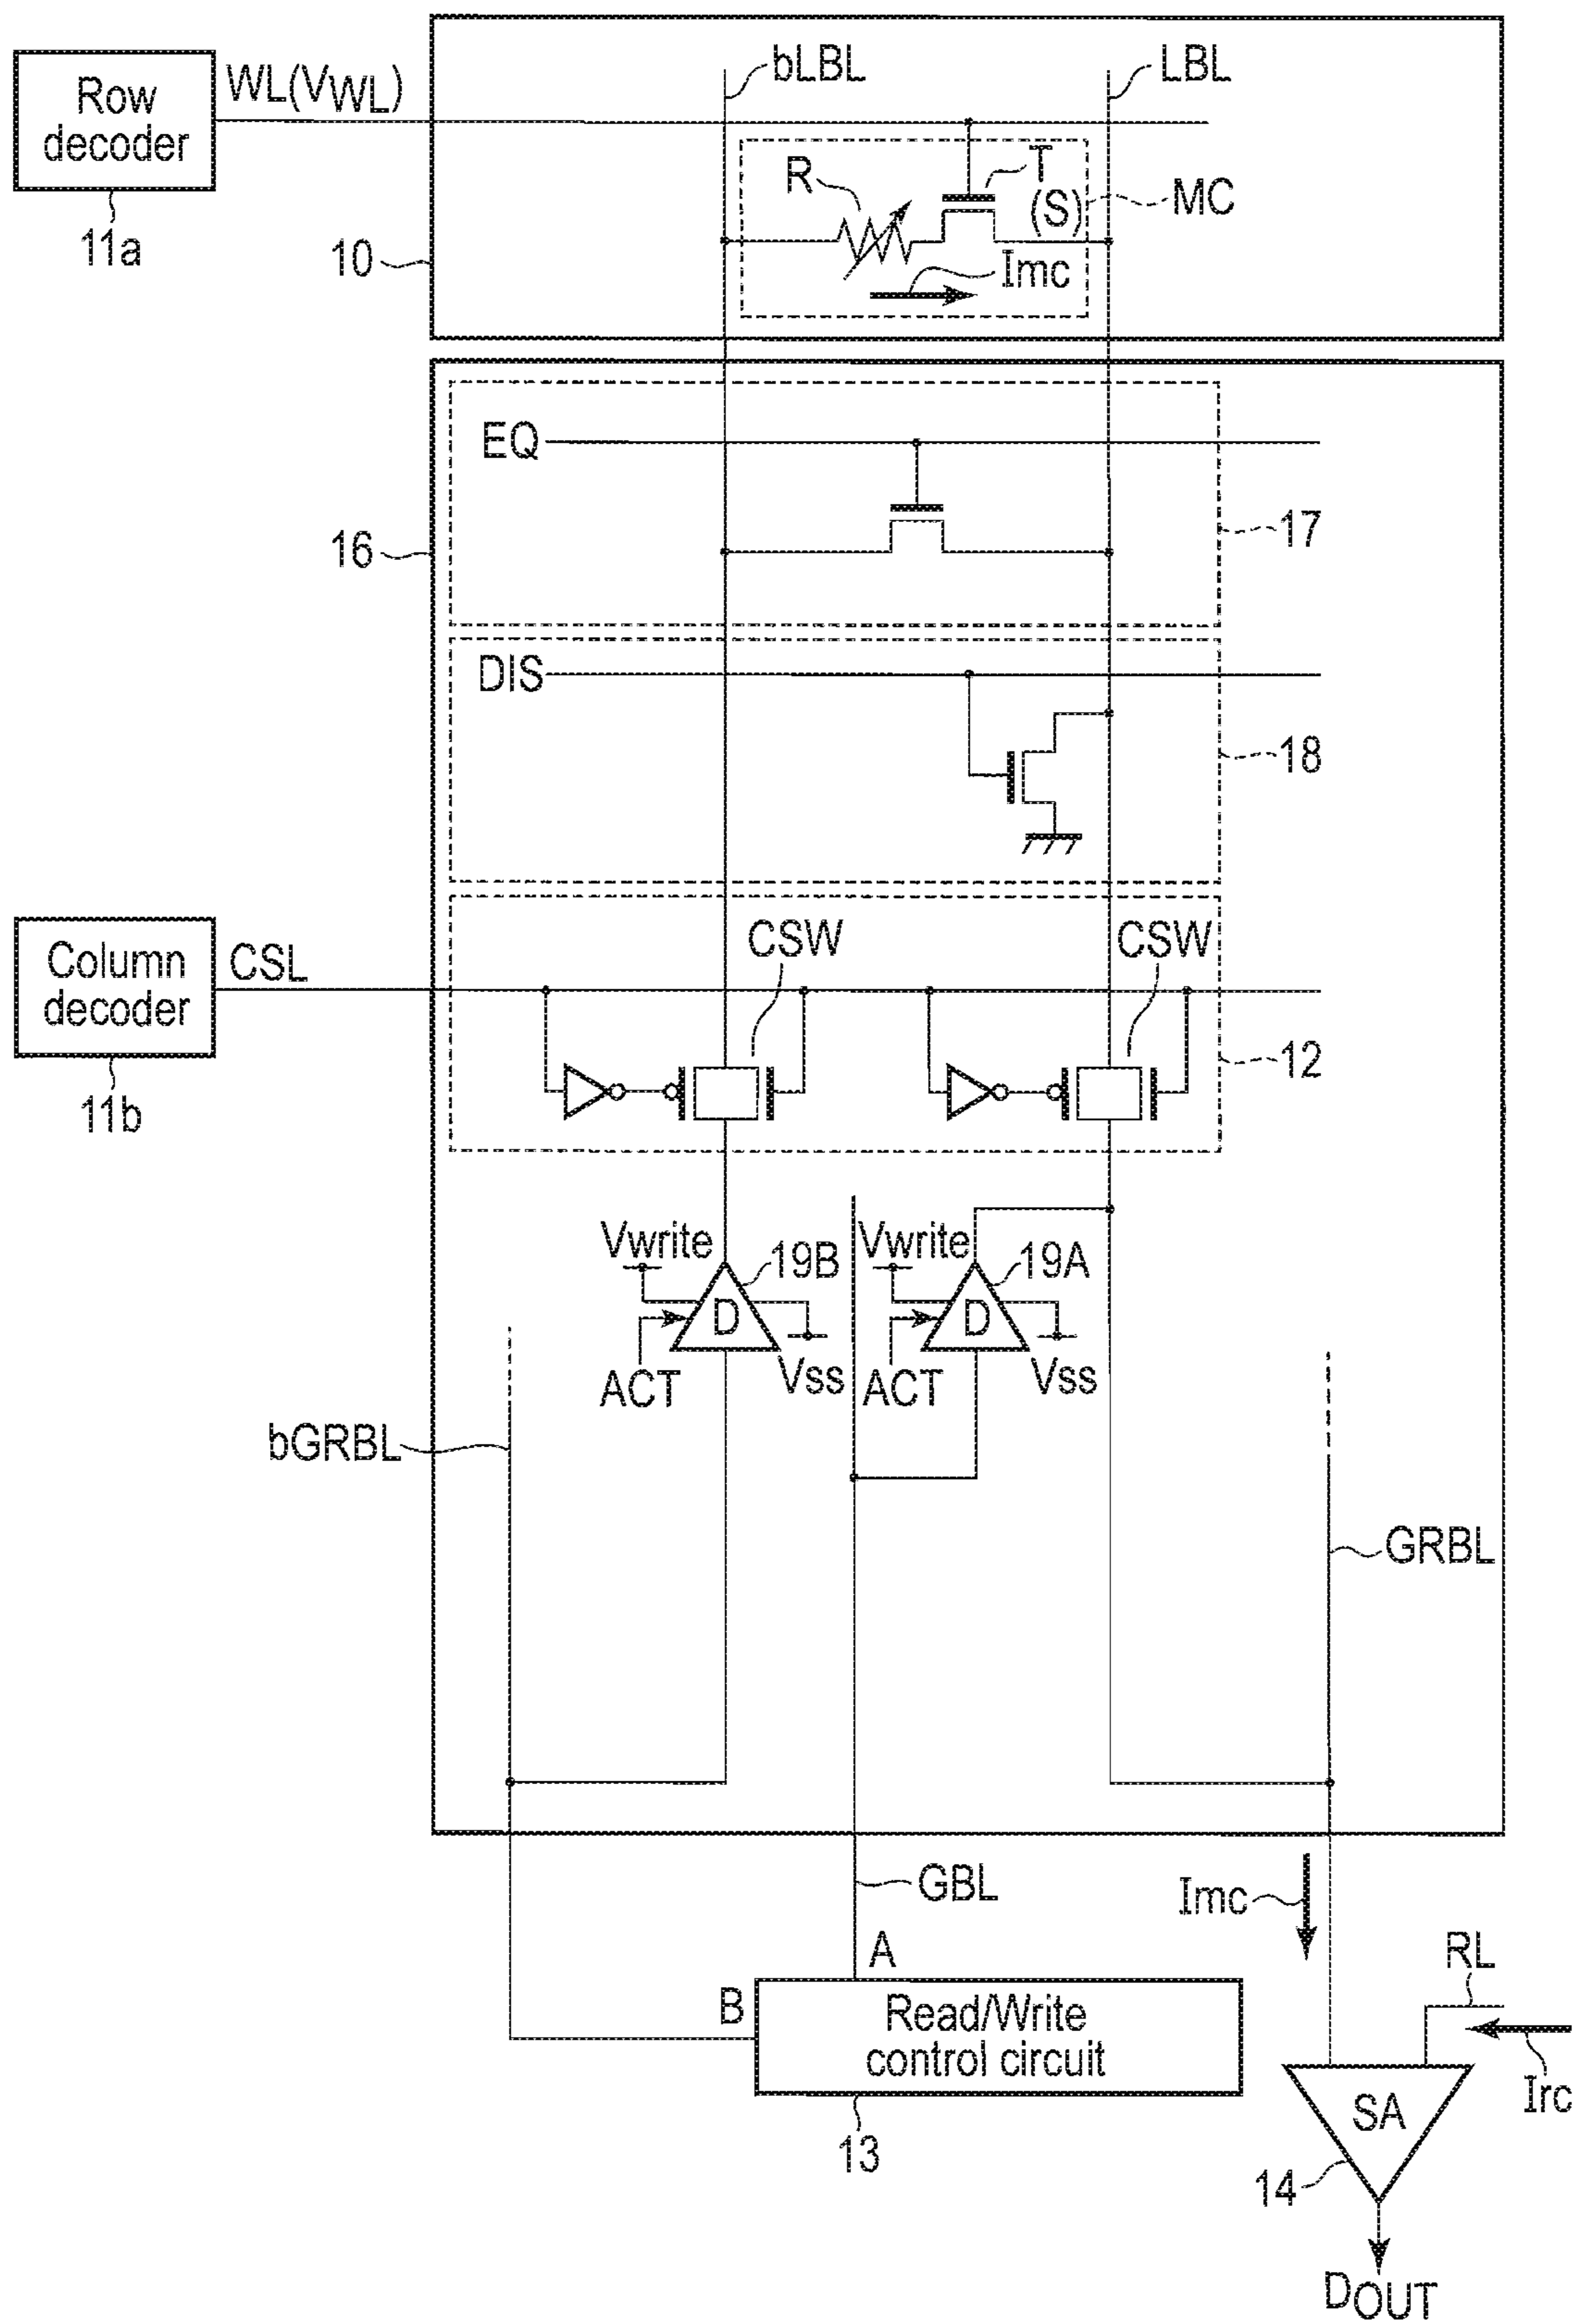 bLBL
LBL
Row
decoder
WL(VWL)
11a
R
T
(S)
MC
10
Imc
EQ
16
17
DIS
18
Column
decoder
CSL
11b
CSW
CSW
12
Vwrite
19B
Vwrite
19A
D
D
ACT
Vss
ACT
Vss
bGRBL
GRBL
GBL
Imc
A
B
Read/Write
control circuit
13
RL
Irc
SA
14
DOUT